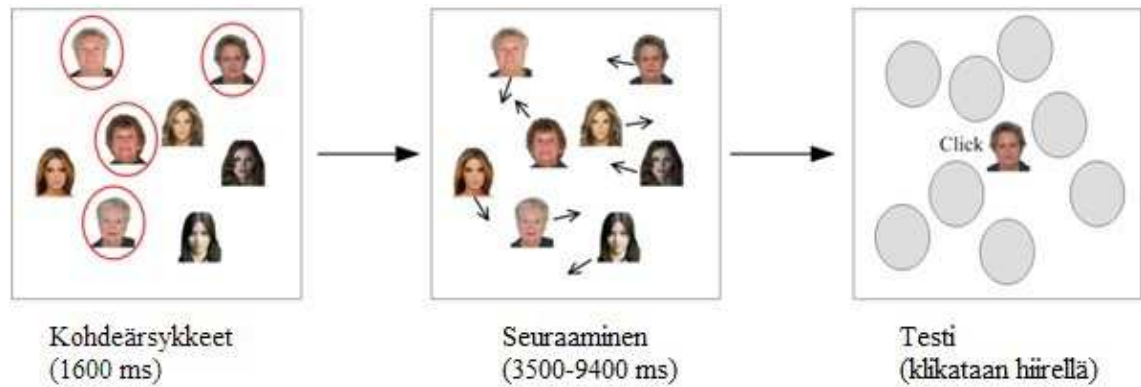 Click
Kohdeärsykkeet
(1600 ms)
Seuraaminen
(3500-9400 ms)
Testi
(klikataan hiirellä)